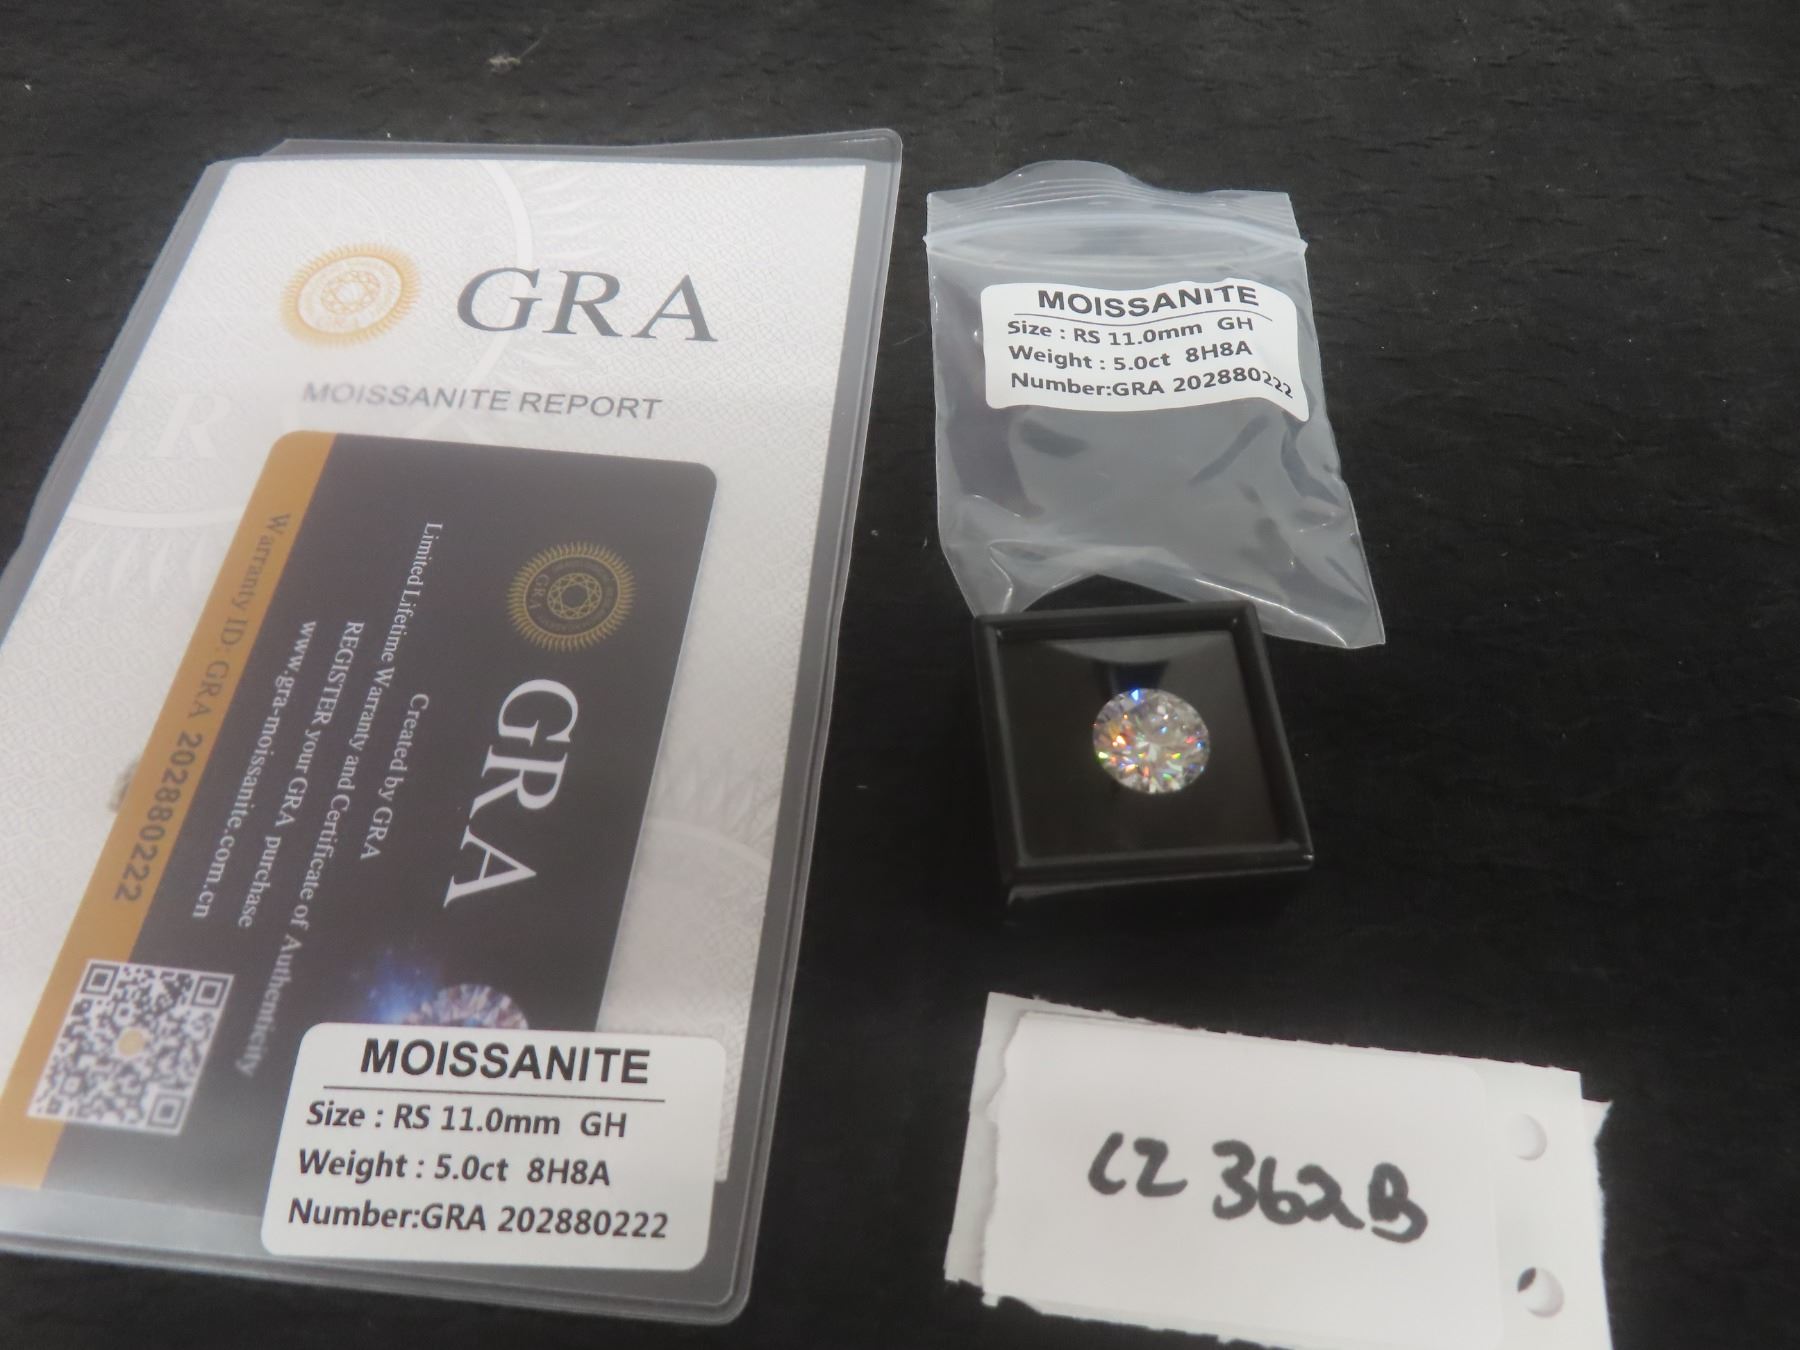 GRA
MOISSANITE REPORT
GRA
Created by GRA
Limited Lifetime Warranty and Certificate of Authenticity
REGISTER your GRA purchase
www.gra-moissanite.com.cn
Warranty ID: GRA 202880222
MOISSANITE
Size : RS 11.0mm GH
Weight : 5.0ct 8H8A
Number:GRA 202880222
MOISSANITE
Size : RS 11.0mm GH
Weight : 5.0ct 8H8A
Number:GRA 202880222
CZ 362B